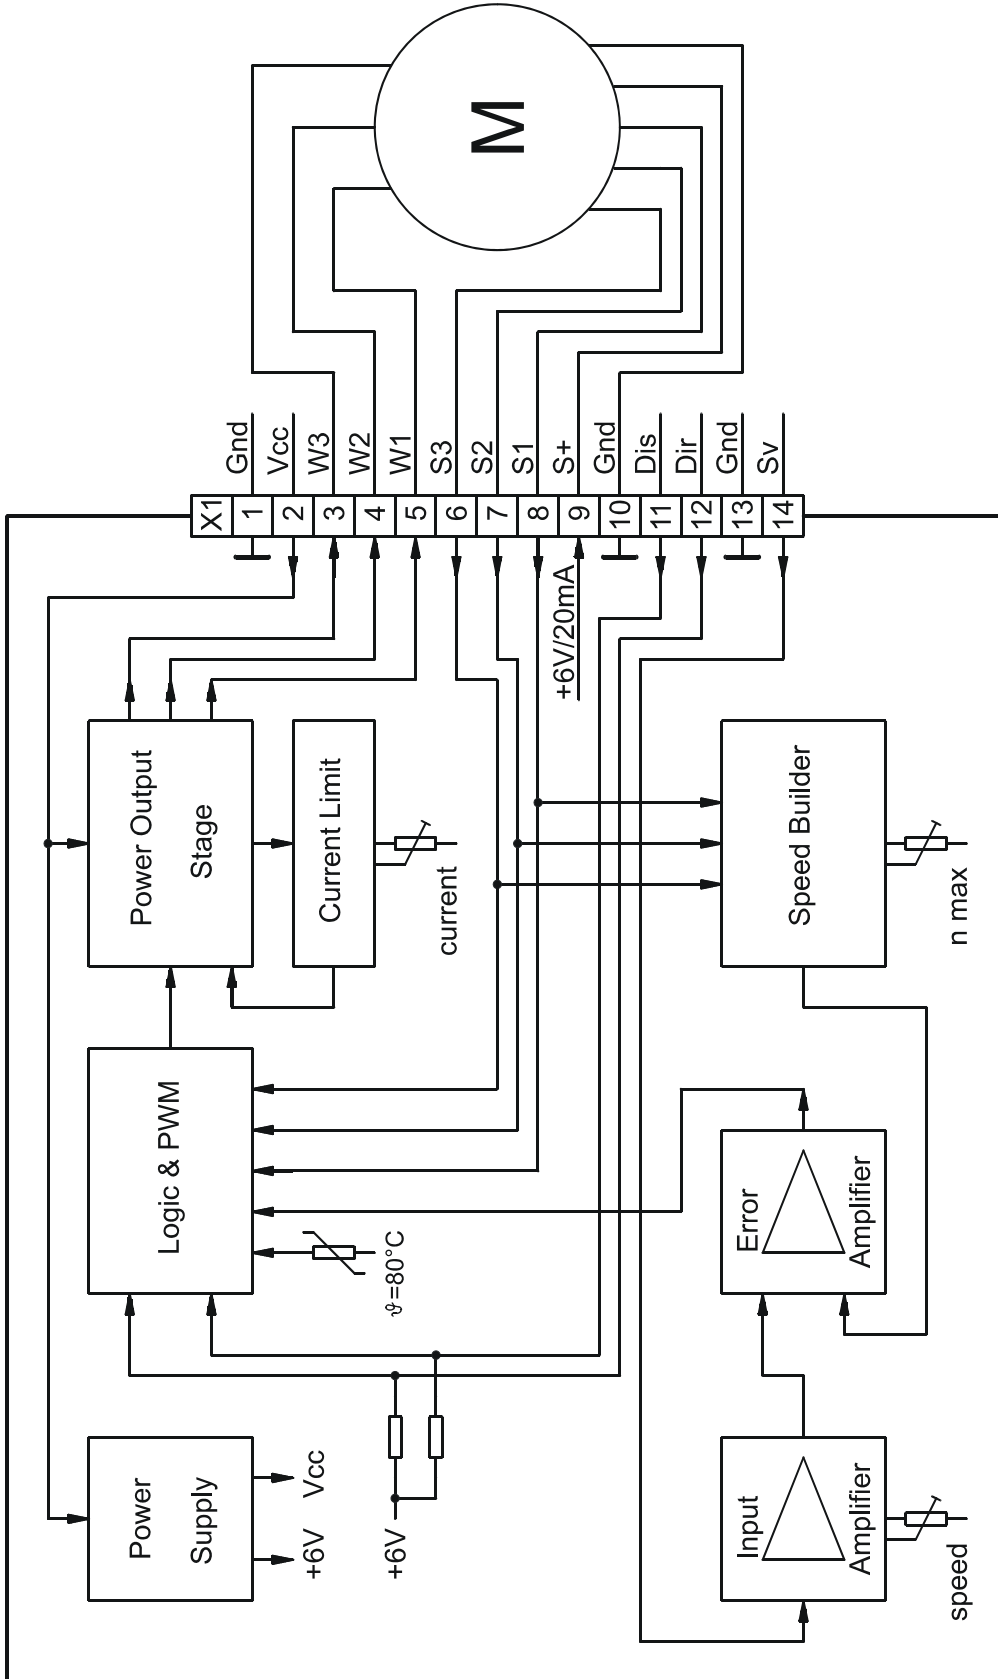 M
Gnd
Vcc
W3
W2
W1
S3
S2
S1
S+
Gnd
Dis
Dir
Gnd
Sv
X1
1
2
3
4
5
6
7
8
9
10
11
12
13
14
+6V/20mA
Power Output
Stage
Current Limit
current
Speed Builder
n max
Logic & PWM
ϑ=80°C
Error
Amplifier
Power
Supply
+6V
Vcc
+6V
Input
Amplifier
speed